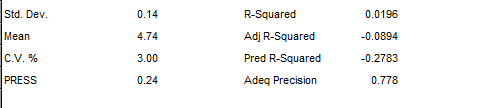 Std. Dev. 0.14 R-Squared 0.0196
Mean 4.74 Adj R-Squared -0.0894
C.V. % 3.00 Pred R-Squared -0.2783
PRESS 0.24 Adeq Precision 0.778